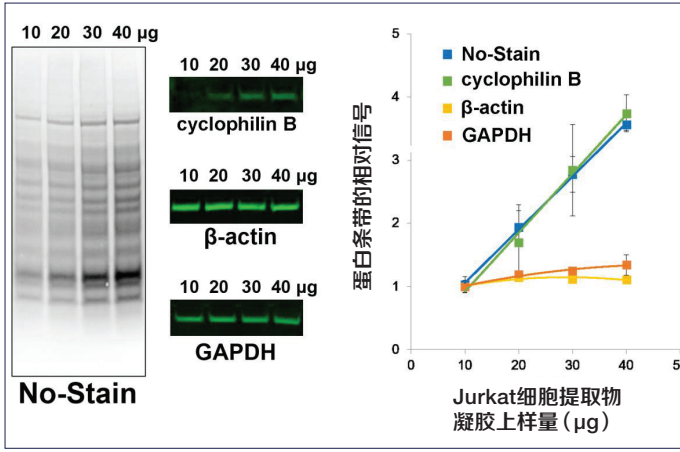 10 20 30 40 μg
No-Stain
10 20 30 40 μg
cyclophilin B
10 20 30 40 μg
β-actin
10 20 30 40 μg
GAPDH
蛋白条带的相对信号
5
4
3
2
1
0
No-Stain
cyclophilin B
β-actin
GAPDH
0 10 20 30 40 5
Jurkat细胞提取物
凝胶上样量(μg)